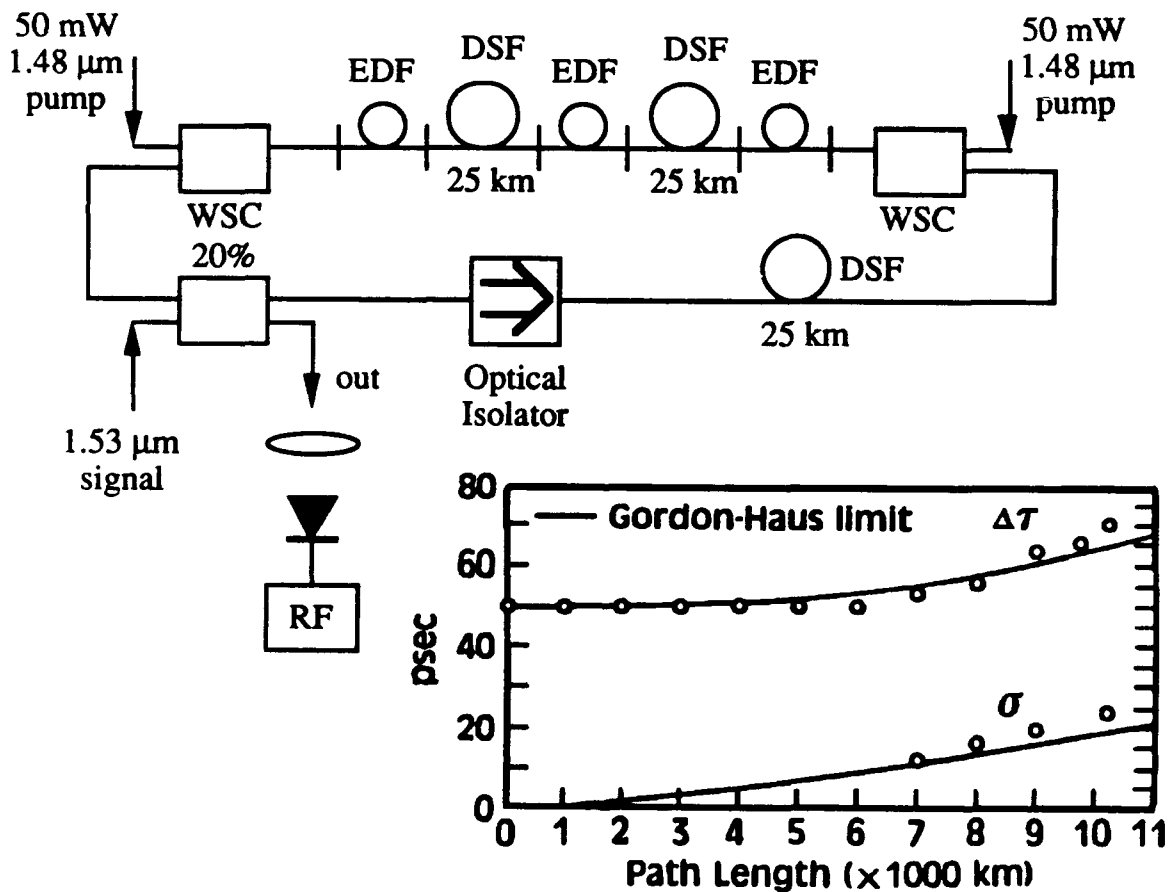 50 mW
1.48 μm
pump
EDF
DSF
EDF
DSF
EDF
50 mW
1.48 μm
pump
25 km
25 km
WSC
20%
WSC
DSF
25 km
out
Optical
Isolator
1.53 μm
signal
RF
Gordon-Haus limit
Δτ
σ
psec
80
60
40
20
0
0 1 2 3 4 5 6 7 8 9 10 11
Path Length (×1000 km)